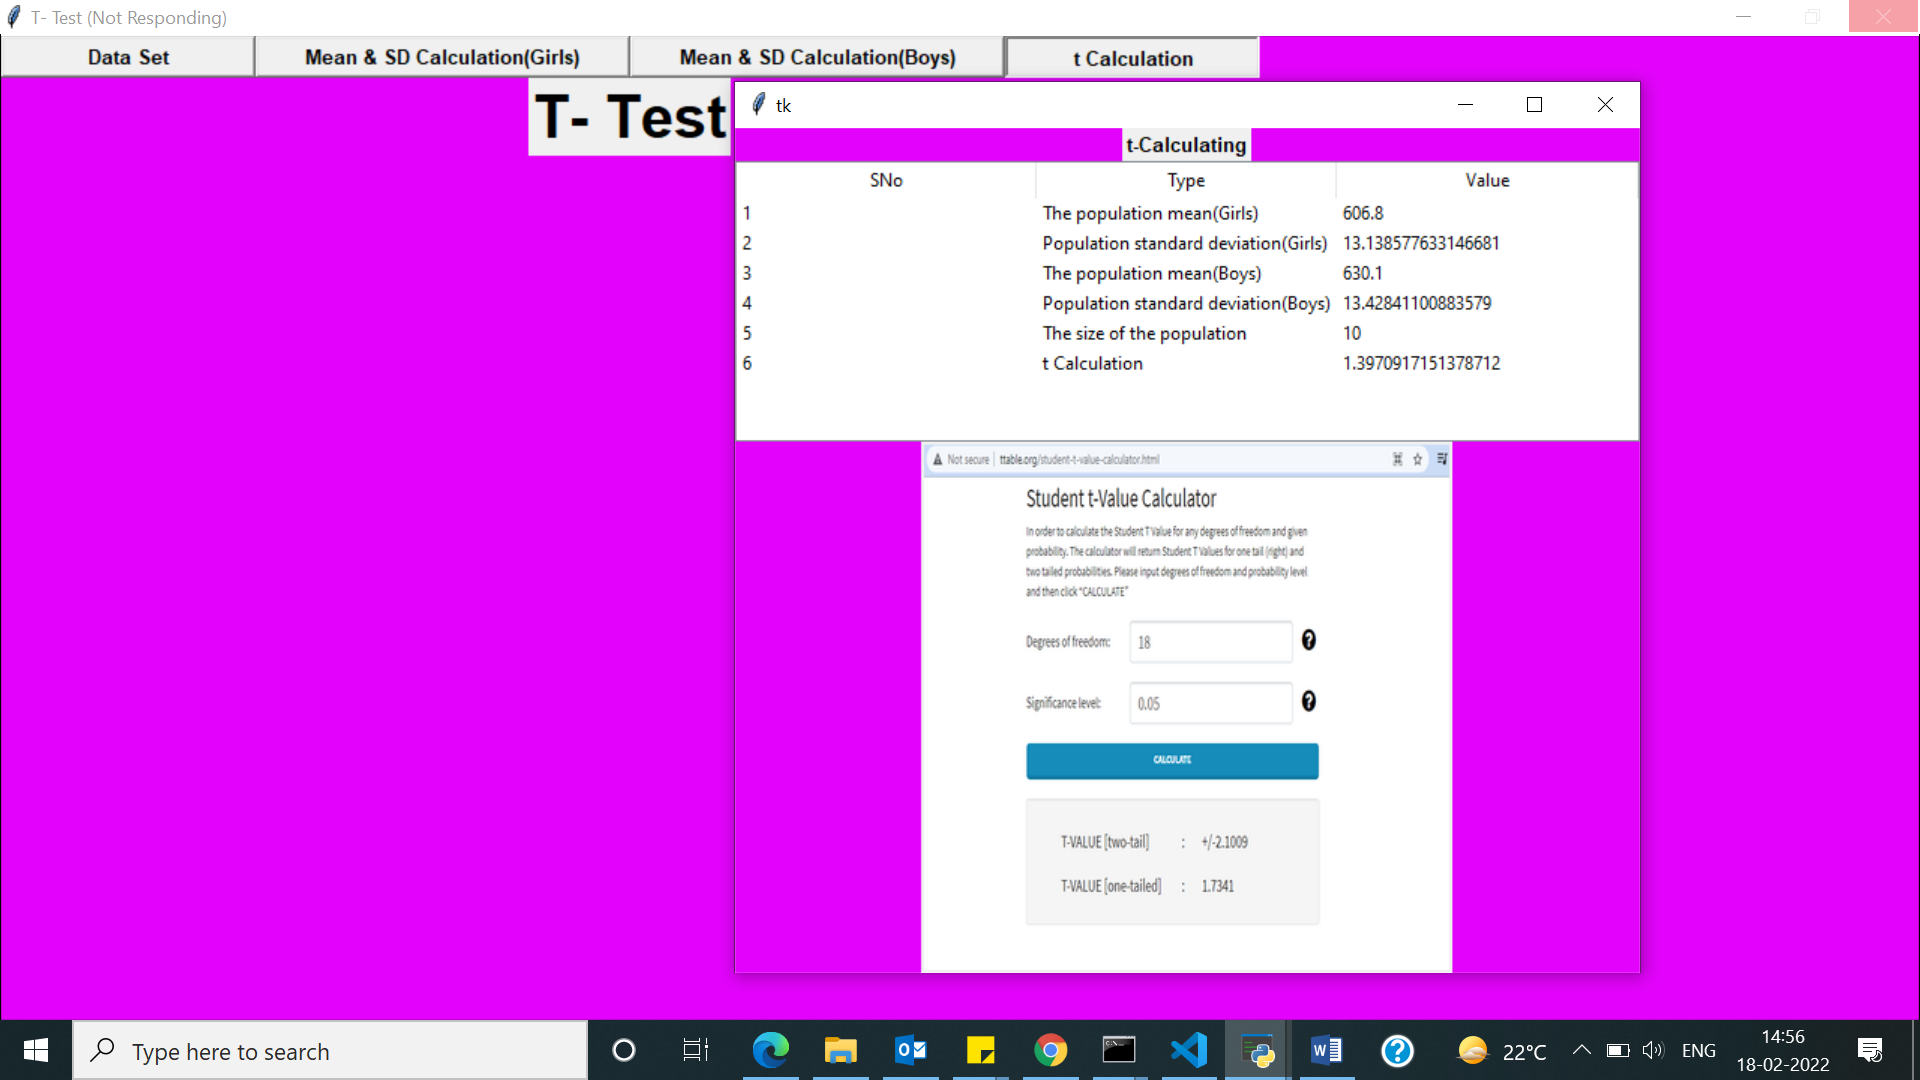 T- Test (Not Responding)
Data Set Mean & SD Calculation(Girls) Mean & SD Calculation(Boys) t Calculation
T- Test
tk
t-Calculating
SNo Type Value
1 The population mean(Girls) 606.8
2 Population standard deviation(Girls) 13.138577633146681
3 The population mean(Boys) 630.1
4 Population standard deviation(Boys) 13.42841100883579
5 The size of the population 10
6 t Calculation 1.3970917151378712
Not secure ttable.org/student-t-value-calculator.html
Student t-Value Calculator
In order to calculate the Student T Value for any degrees of freedom and given
probability. The calculator will return Student T Values for one tail (right) and
two tailed probabilities. Please input degrees of freedom and probability level
and then click "CALCULATE"
Degrees of freedom: 18
Significance level: 0.05
CALCULATE
T-VALUE [two-tail] : +/-2.1009
T-VALUE [one-tailed] : 1.7341
Type here to search
22°C
ENG
14:56
18-02-2022